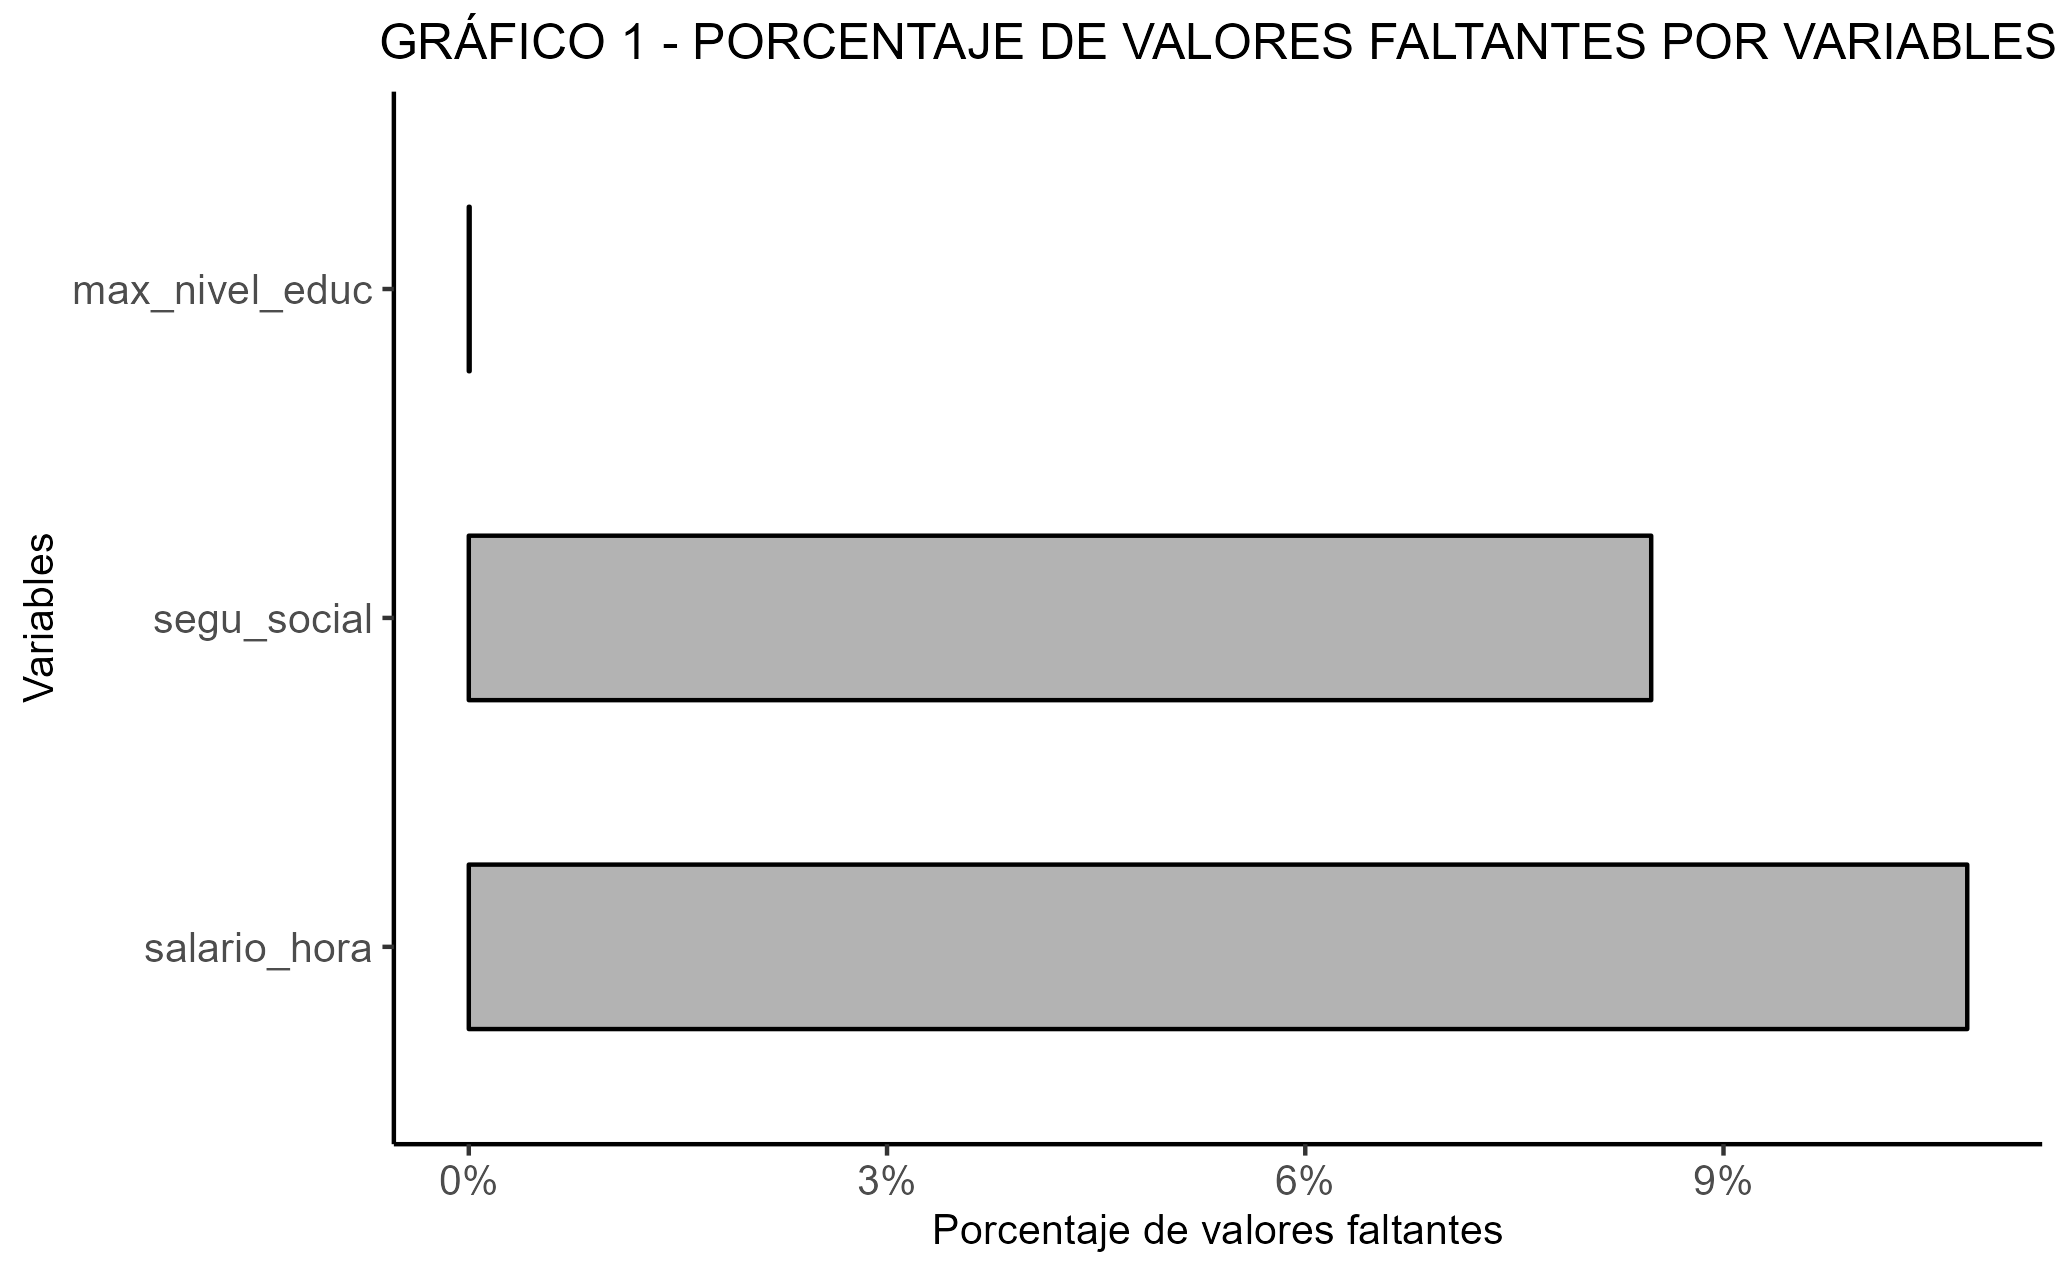 GRÁFICO 1 - PORCENTAJE DE VALORES FALTANTES POR VARIABLES
Variables
max_nivel_educ
segu_social
salario_hora
0%
3%
6%
9%
Porcentaje de valores faltantes